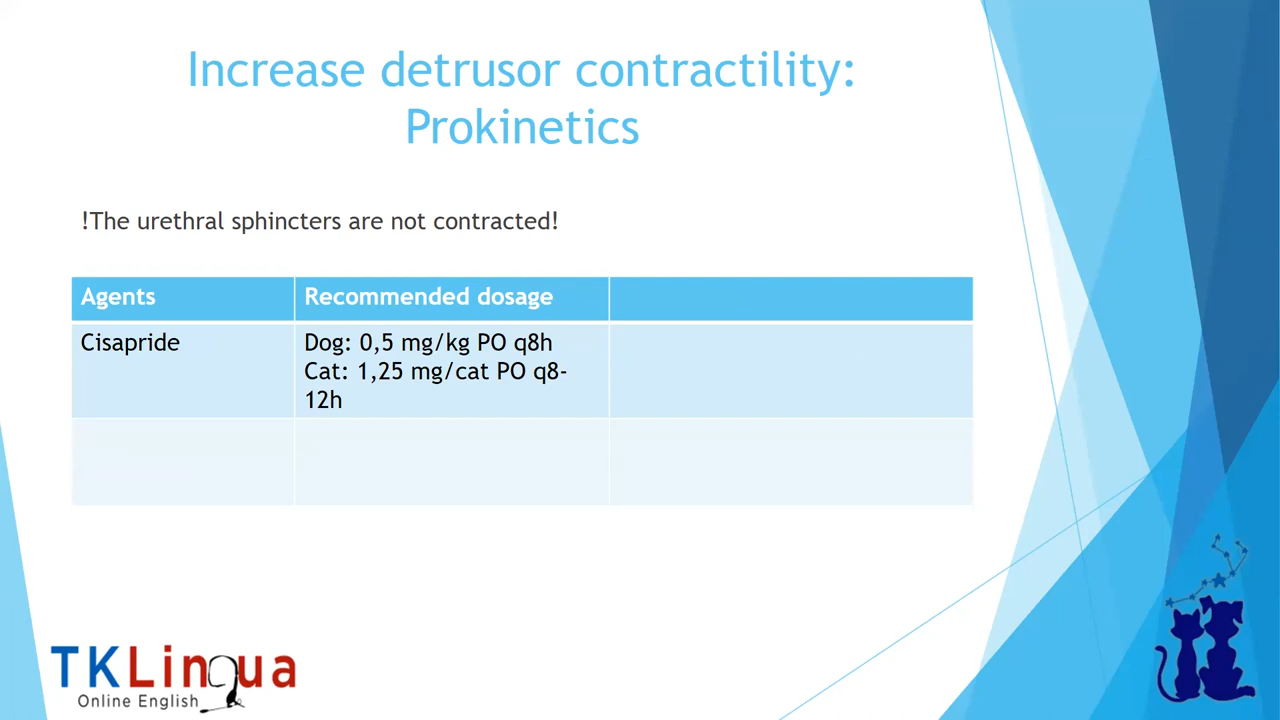 Increase detrusor contractility:
Prokinetics
!The urethral sphincters are not contracted!
Agents Recommended dosage
Cisapride Dog: 0,5 mg/kg PO q8h
Cat: 1,25 mg/cat PO q8-
12h
TKLingua
Online English